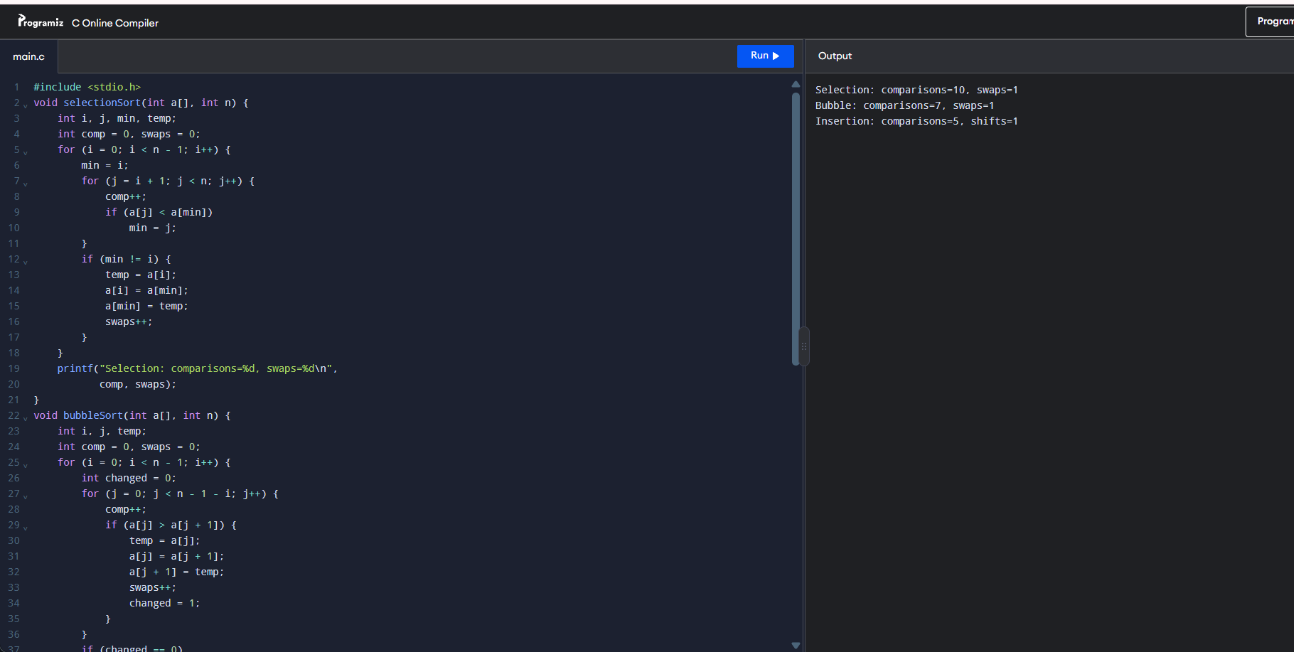 Programiz C Online Compiler
Program
main.c
Run
Output
1 #include <stdio.h>
2 void selectionSort(int a[], int n) {
3 int i, j, min, temp;
4 int comp = 0, swaps = 0;
5 for (i = 0; i < n - 1; i++) {
6 min = i;
7 for (j = i + 1; j < n; j++) {
8 comp++;
9 if (a[j] < a[min])
10 min = j;
11 }
12 if (min != i) {
13 temp = a[i];
14 a[i] = a[min];
15 a[min] = temp;
16 swaps++;
17 }
18 }
19 printf("Selection: comparisons=%d, swaps=%d\n",
20 comp, swaps);
21 }
22 void bubbleSort(int a[], int n) {
23 int i, j, temp;
24 int comp = 0, swaps = 0;
25 for (i = 0; i < n - 1; i++) {
26 int changed = 0;
27 for (j = 0; j < n - 1 - i; j++) {
28 comp++;
29 if (a[j] > a[j + 1]) {
30 temp = a[j];
31 a[j] = a[j + 1];
32 a[j + 1] = temp;
33 swaps++;
34 changed = 1;
35 }
36 }
37 if (changed == 0)
Selection: comparisons=10, swaps=1
Bubble: comparisons=7, swaps=1
Insertion: comparisons=5, shifts=1